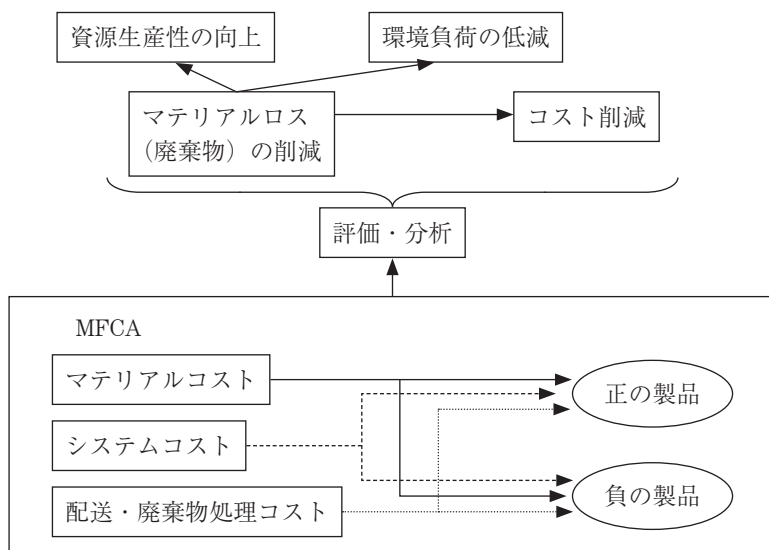 資源生産性の向上
環境負荷の低減
マテリアルロス
（廃棄物）の削減
コスト削減
評価・分析
MFCA
マテリアルコスト
正の製品
システムコスト
配送・廃棄物処理コスト
負の製品